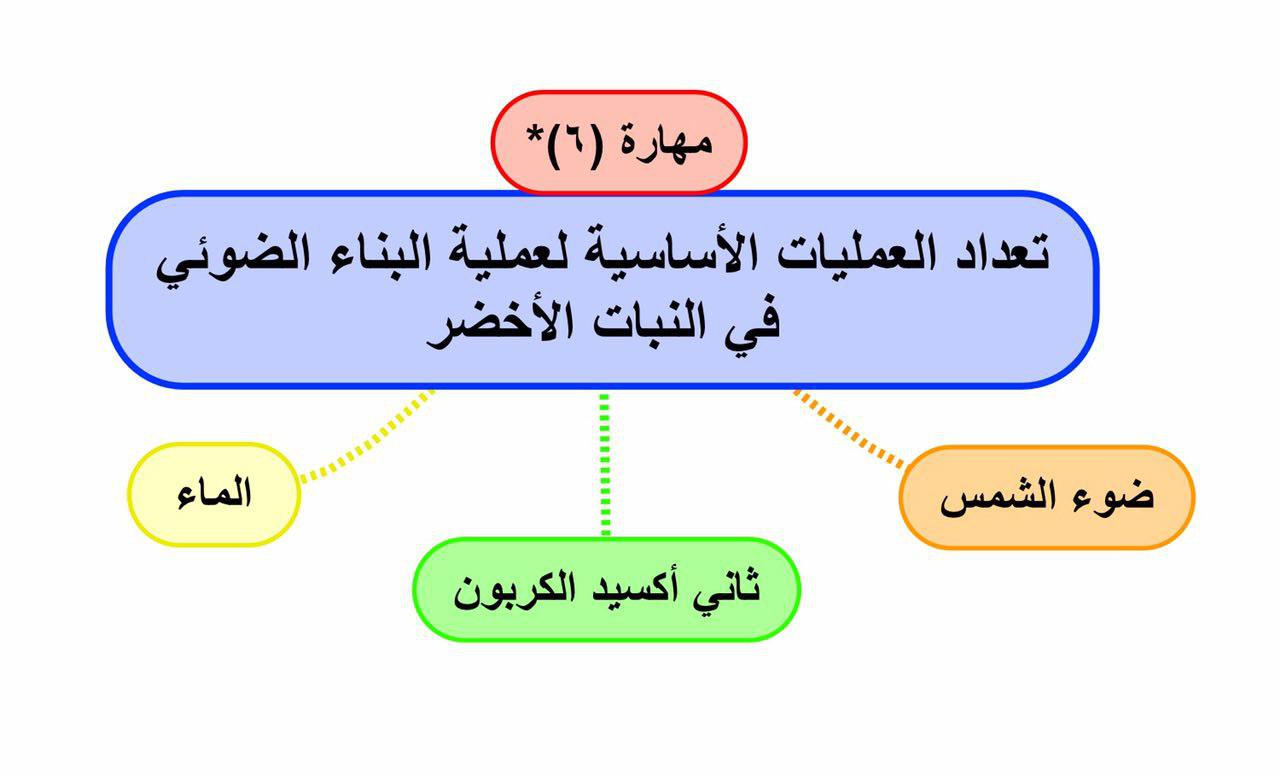 مهارة (٦)*
تعداد العمليات الأساسية لعملية البناء الضوئي
في النبات الأخضر
ضوء الشمس
ثاني أكسيد الكربون
الماء